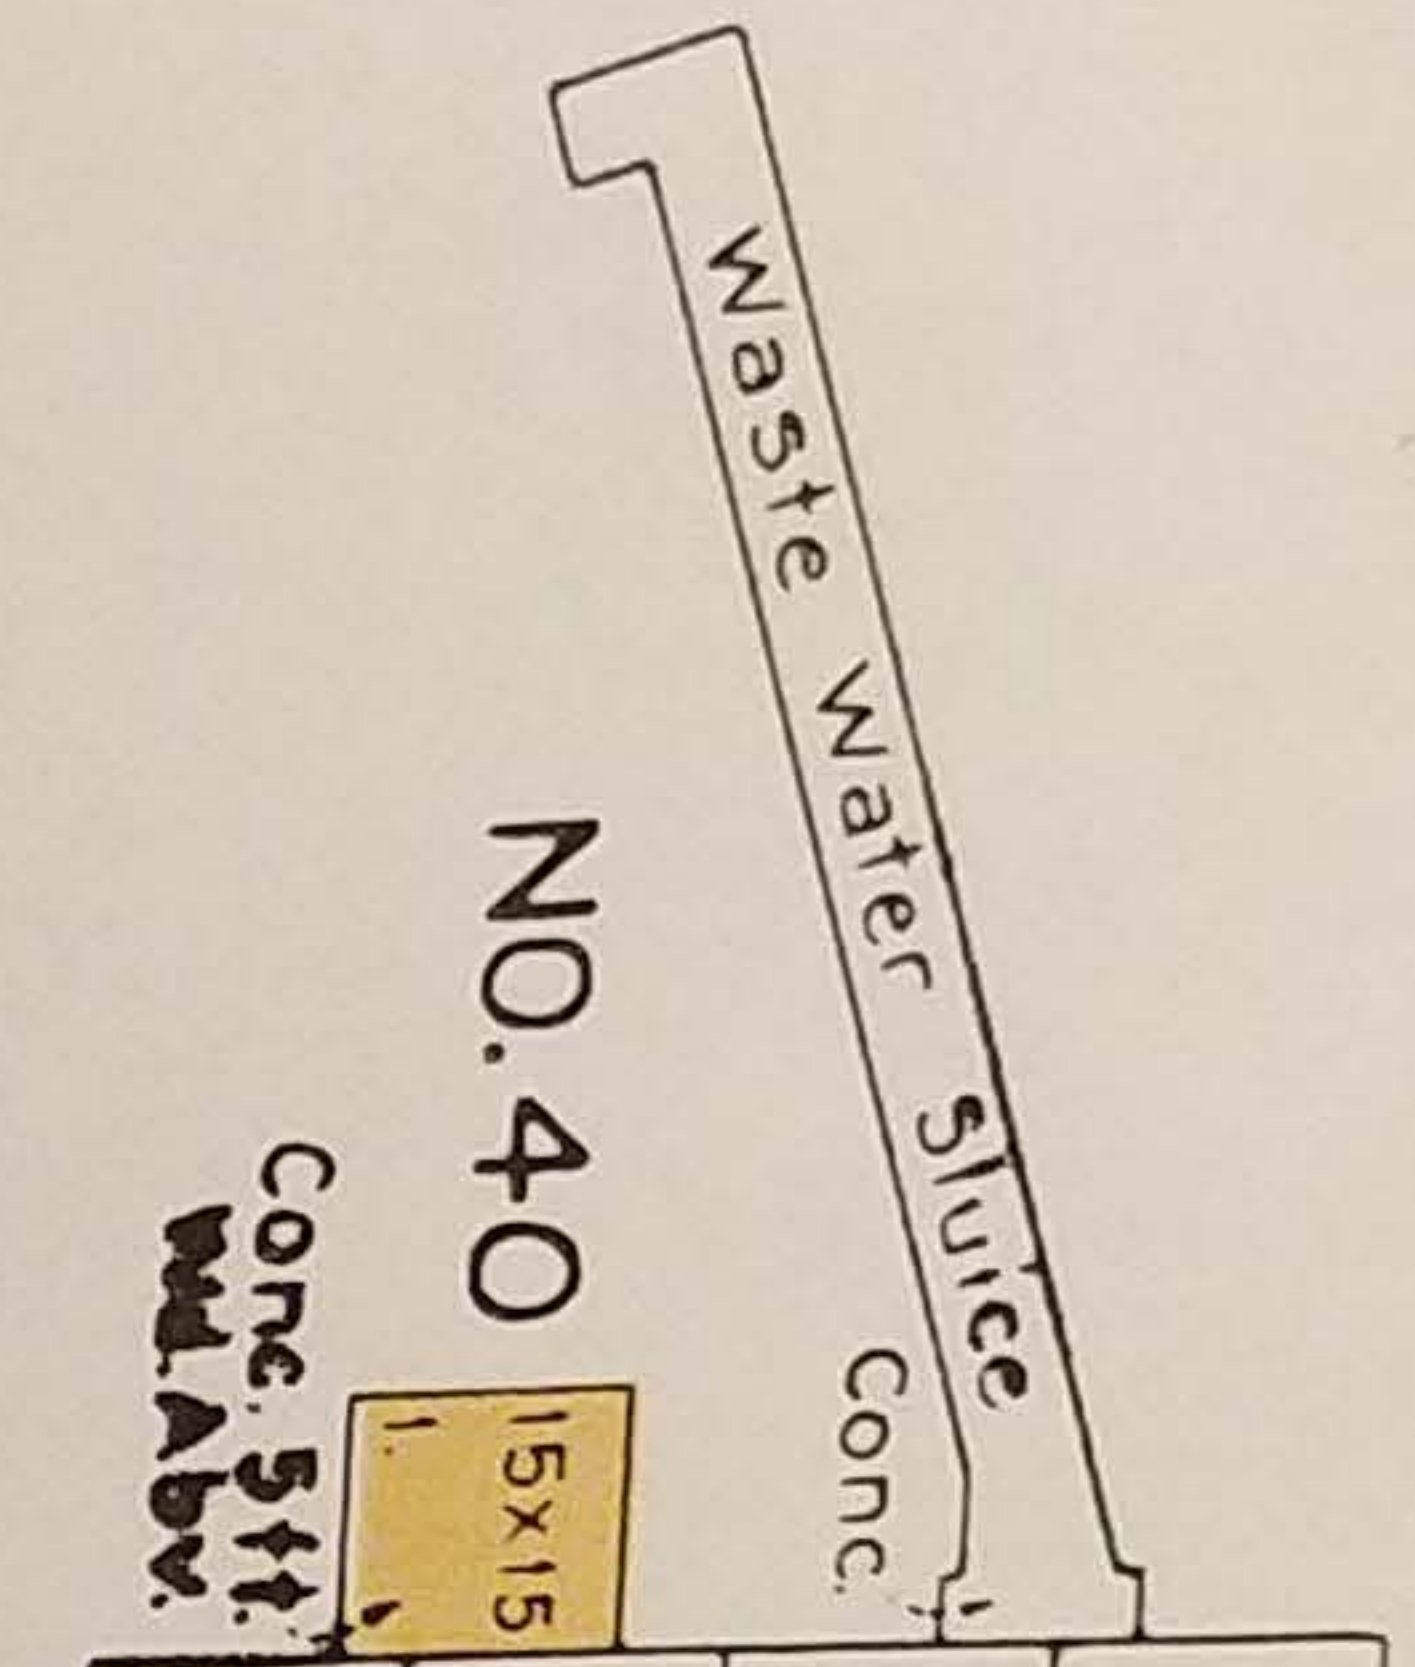 Waste Water Sluice
Conc.
NO. 40
15x15
1.
Conc. 5ft.
Wd. Abv.